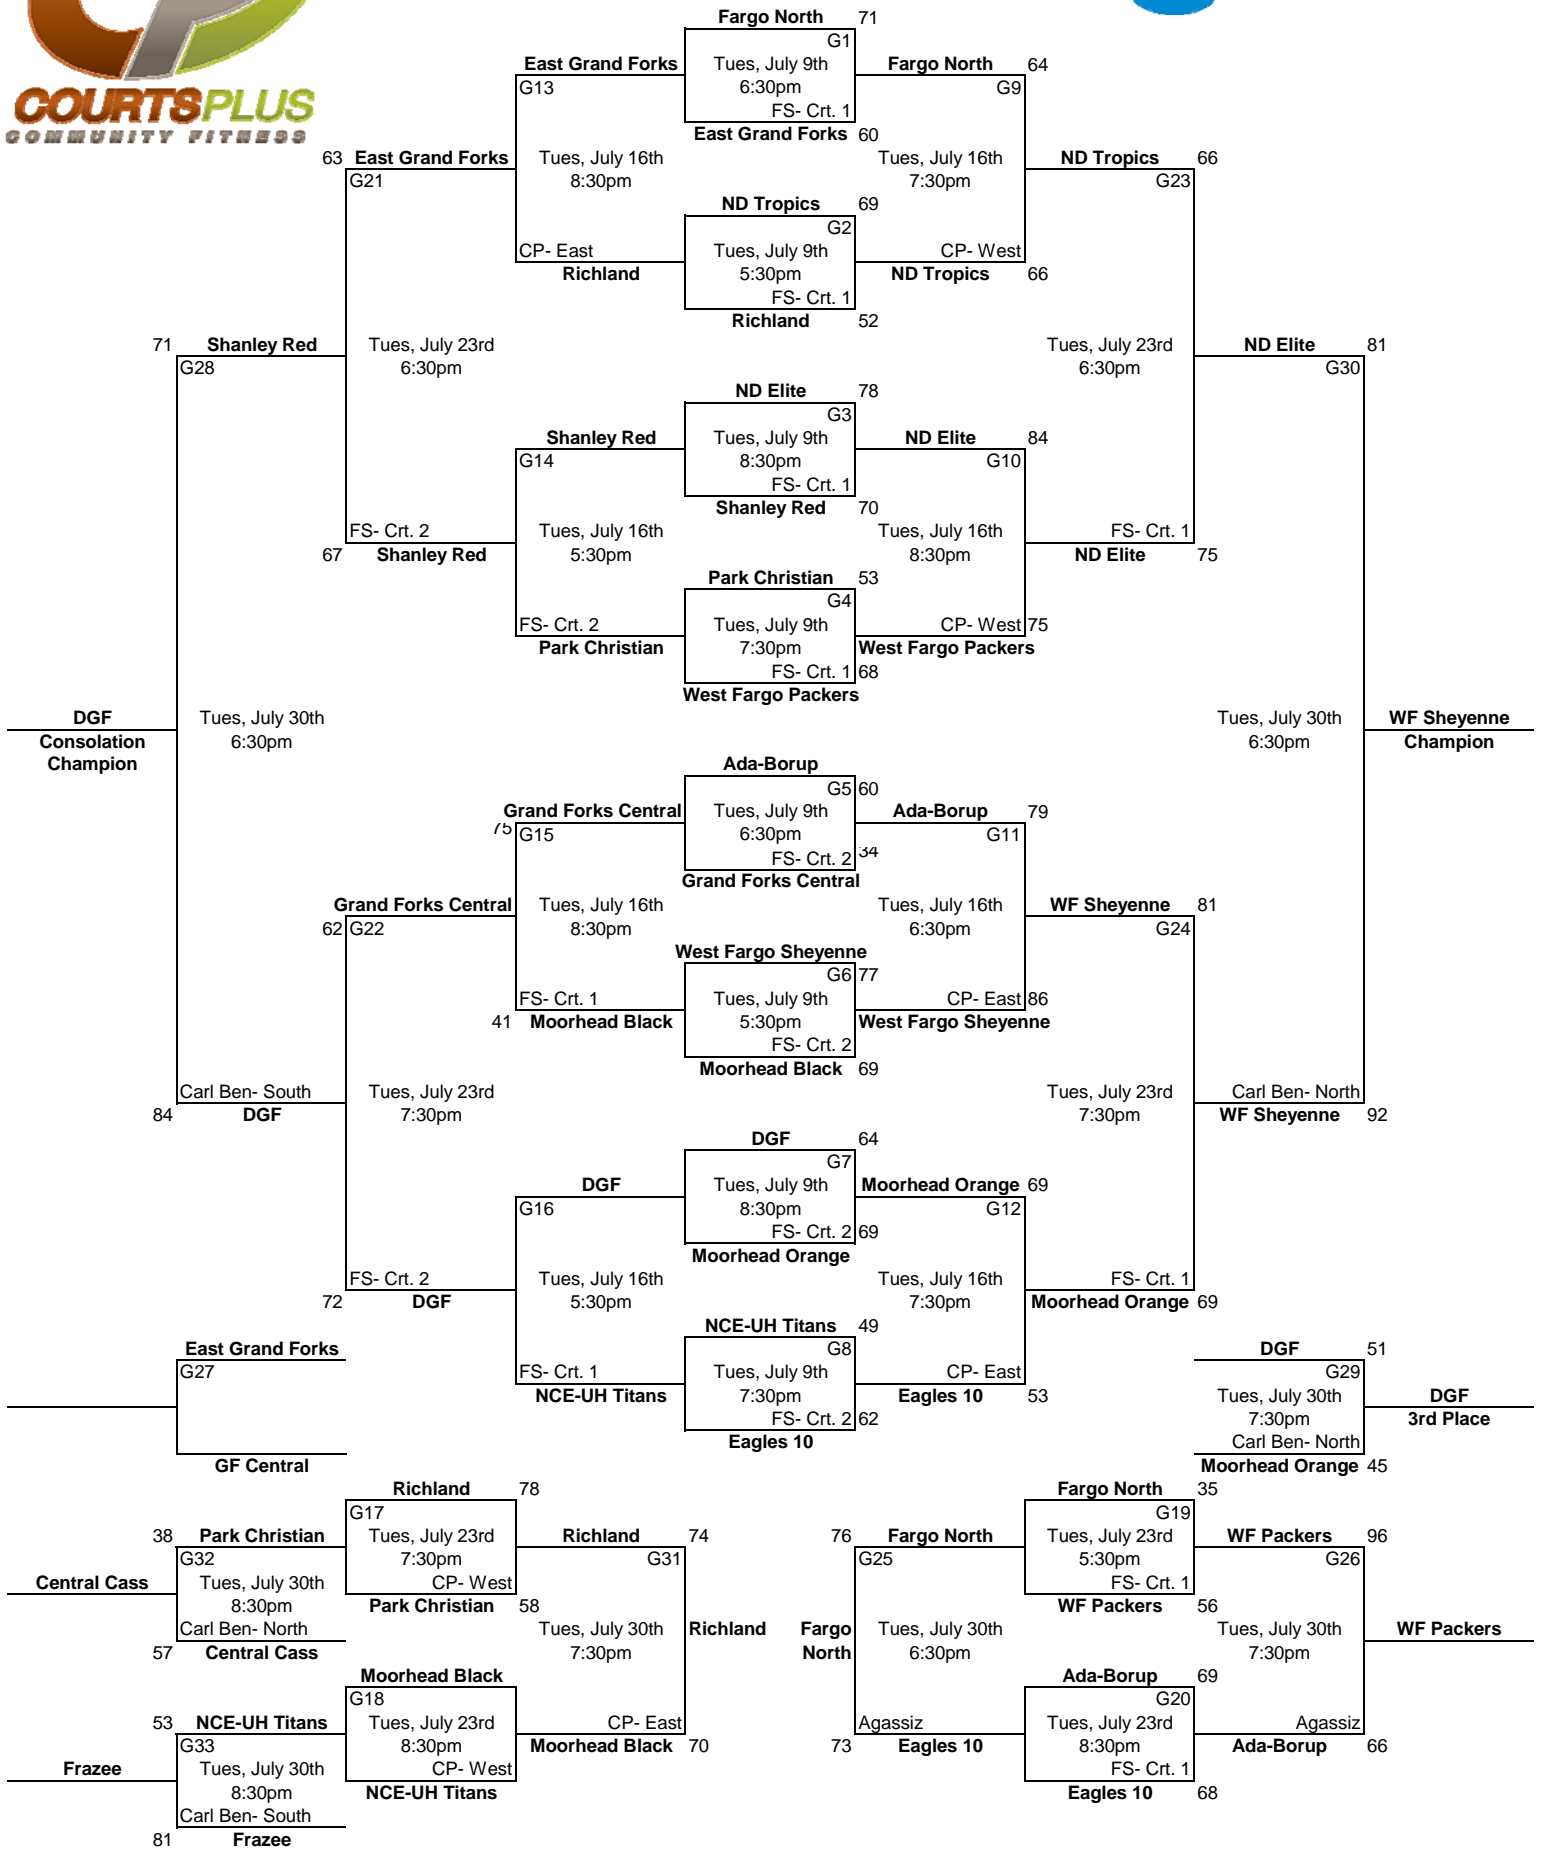 Fargo North 71
G1
East Grand Forks Tues, July 9th Fargo North 64
G13 6:30pm G9
FS- Crt. 1
COURTSPLUS
COMMUNITY FITNESS
East Grand Forks 60
63 East Grand Forks Tues, July 16th Tues, July 16th ND Tropics 66
G21 8:30pm 7:30pm G23
ND Tropics 69
G2
CP- East Tues, July 9th CP- West
Richland 5:30pm ND Tropics 66
FS- Crt. 1
Richland 52
71 Shanley Red Tues, July 23rd Tues, July 23rd ND Elite 81
G28 6:30pm 6:30pm G30
ND Elite 78
G3
Shanley Red Tues, July 9th ND Elite 84
G14 8:30pm G10
FS- Crt. 1
Shanley Red 70
FS- Crt. 2 Tues, July 16th Tues, July 16th FS- Crt. 1
67 Shanley Red 5:30pm 8:30pm ND Elite 75
Park Christian 53
G4
FS- Crt. 2 Tues, July 9th CP- West 75
Park Christian 7:30pm West Fargo Packers
FS- Crt. 1 68
West Fargo Packers
DGF Tues, July 30th Tues, July 30th WF Sheyenne
Consolation 6:30pm 6:30pm Champion
Champion
Ada-Borup
G5 60
Grand Forks Central Tues, July 9th Ada-Borup 79
75 G15 6:30pm G11
FS- Crt. 2 34
Grand Forks Central
Grand Forks Central Tues, July 16th Tues, July 16th WF Sheyenne 81
62 G22 8:30pm 6:30pm G24
West Fargo Sheyenne
G6 77
FS- Crt. 1 Tues, July 9th CP- East 86
41 Moorhead Black 5:30pm West Fargo Sheyenne
FS- Crt. 2
Moorhead Black 69
Carl Ben- South Tues, July 23rd Tues, July 23rd Carl Ben- North
84 DGF 7:30pm 7:30pm WF Sheyenne 92
DGF 64
G7
DGF Tues, July 9th Moorhead Orange 69
G16 8:30pm G12
FS- Crt. 2 69
Moorhead Orange
FS- Crt. 2 Tues, July 16th Tues, July 16th FS- Crt. 1
72 DGF 5:30pm 7:30pm Moorhead Orange 69
NCE-UH Titans 49
East Grand Forks G8 DGF 51
G27 FS- Crt. 1 Tues, July 9th CP- East G29
NCE-UH Titans 7:30pm Eagles 10 53 Tues, July 30th DGF
FS- Crt. 2 62 7:30pm 3rd Place
Eagles 10 Carl Ben- North
GF Central Moorhead Orange 45
Richland 78 Fargo North 35
G17 G19
38 Park Christian Tues, July 23rd Richland 74 76 Fargo North Tues, July 23rd WF Packers 96
G32 7:30pm G31 G25 5:30pm G26
Central Cass Tues, July 30th CP- West FS- Crt. 1
8:30pm Park Christian 58 WF Packers 56
Carl Ben- North Tues, July 30th Richland Fargo Tues, July 30th Tues, July 30th WF Packers
57 Central Cass 7:30pm North 6:30pm 7:30pm
Moorhead Black Ada-Borup 69
G18 G20
53 NCE-UH Titans Tues, July 23rd CP- East Agassiz Tues, July 23rd Agassiz
G33 8:30pm Moorhead Black 70 73 Eagles 10 8:30pm Ada-Borup 66
Frazee Tues, July 30th CP- West FS- Crt. 1
8:30pm NCE-UH Titans Eagles 10 68
Carl Ben- South
81 Frazee